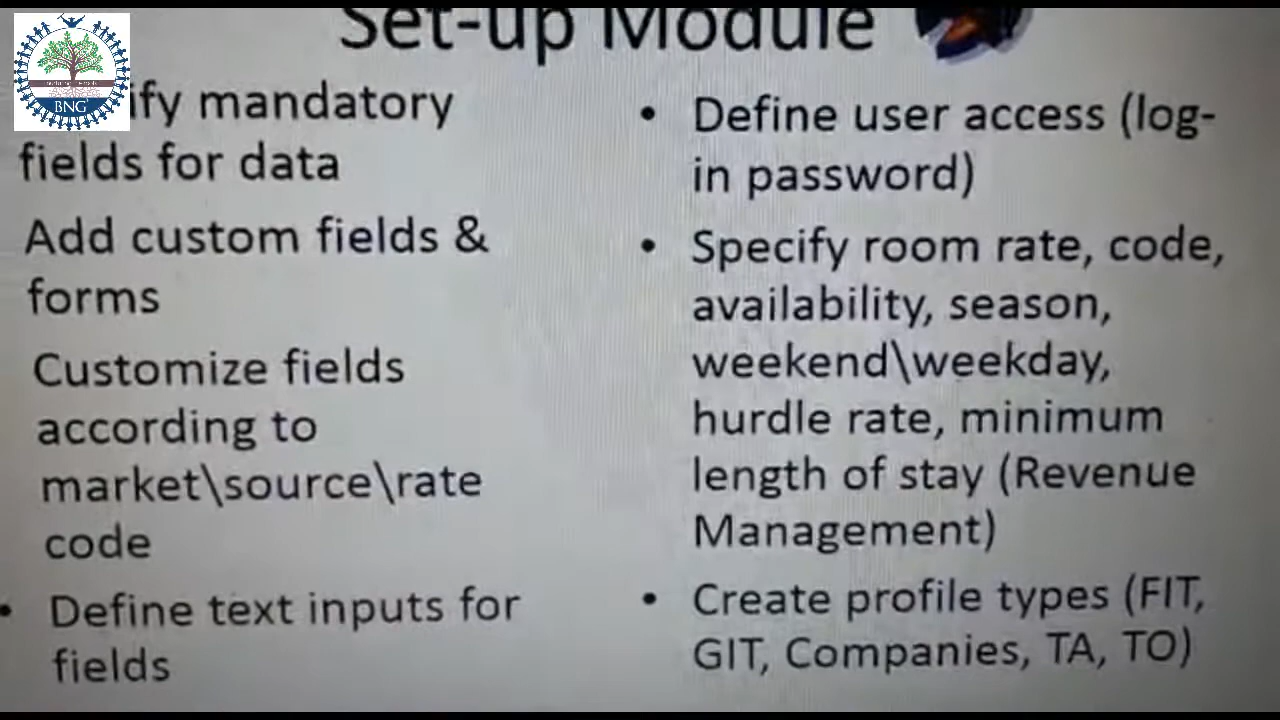 Set-up Module
BNG
ify mandatory
fields for data
Add custom fields &
forms
Customize fields
according to
market\source\rate
code
• Define text inputs for
fields
• Define user access (log-
in password)
• Specify room rate, code,
availability, season,
weekend\weekday,
hurdle rate, minimum
length of stay (Revenue
Management)
• Create profile types (FIT,
GIT, Companies, TA, TO)